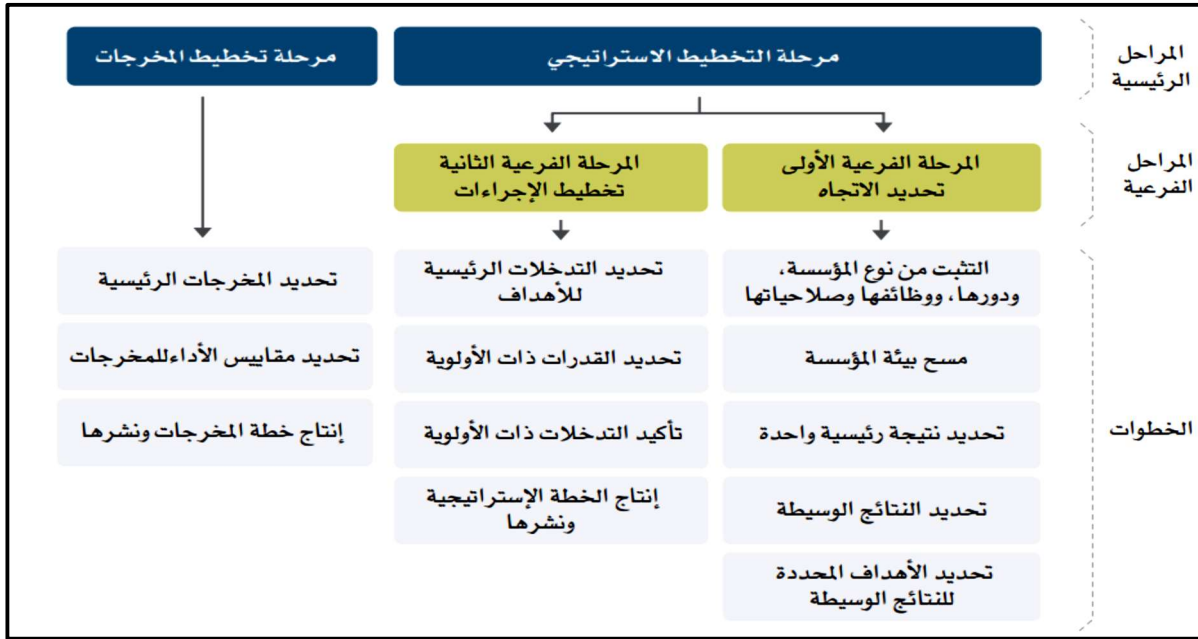 المراحل
الرئيسية
مرحلة التخطيط الاستراتيجي
مرحلة تخطيط المخرجات
المراحل
الفرعية
المرحلة الفرعية الأولى
تحديد الاتجاه
المرحلة الفرعية الثانية
تخطيط الإجراءات
الخطوات
التثبت من نوع المؤسسة،
ودورها، ووظائفها وصلاحياتها
مسح بيئة المؤسسة
تحديد نتيجة رئيسية واحدة
تحديد النتائج الوسيطة
تحديد الأهداف المحددة
للنتائج الوسيطة
تحديد التدخلات الرئيسية
للأهداف
تحديد القدرات ذات الأولوية
تأكيد التدخلات ذات الأولوية
إنتاج الخطة الإستراتيجية
ونشرها
تحديد المخرجات الرئيسية
تحديد مقاييس الأداءللمخرجات
إنتاج خطة المخرجات ونشرها